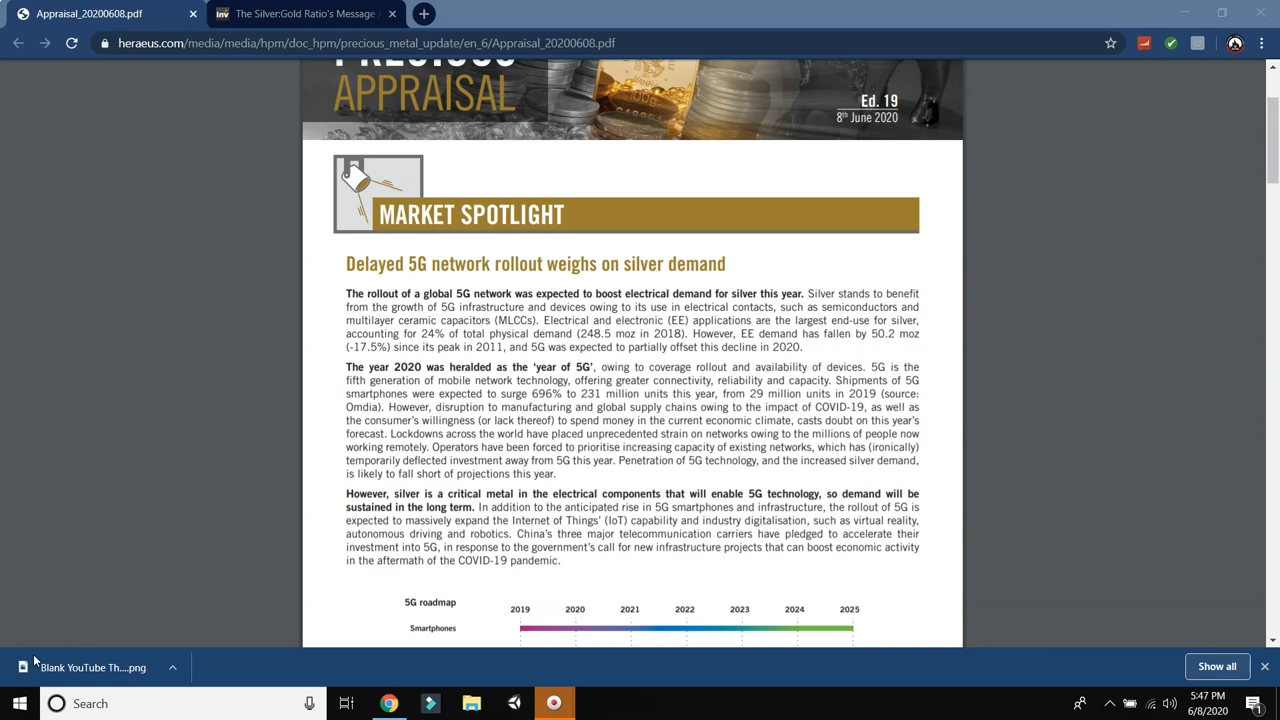 Appraisal_20200608.pdf
The Silver:Gold Ratio's Message
heraeus.com/media/media/hpm/doc_hpm/precious_metal_update/en_6/Appraisal_20200608.pdf
PRECIOUS
APPRAISAL
Ed. 19
8th June 2020
MARKET SPOTLIGHT
Delayed 5G network rollout weighs on silver demand
The rollout of a global 5G network was expected to boost electrical demand for silver this year. Silver stands to benefit
from the growth of 5G infrastructure and devices owing to its use in electrical contacts, such as semiconductors and
multilayer ceramic capacitors (MLCCs). Electrical and electronic (EE) applications are the largest end-use for silver,
accounting for 24% of total physical demand (248.5 moz in 2018). However, EE demand has fallen by 50.2 moz
(-17.5%) since its peak in 2011, and 5G was expected to partially offset this decline in 2020.
The year 2020 was heralded as the ‘year of 5G’, owing to coverage rollout and availability of devices. 5G is the
fifth generation of mobile network technology, offering greater connectivity, reliability and capacity. Shipments of 5G
smartphones were expected to surge 696% to 231 million units this year, from 29 million units in 2019 (source:
Omdia). However, disruption to manufacturing and global supply chains owing to the impact of COVID-19, as well as
the consumer’s willingness (or lack thereof) to spend money in the current economic climate, casts doubt on this year’s
forecast. Lockdowns across the world have placed unprecedented strain on networks owing to the millions of people now
working remotely. Operators have been forced to prioritise increasing capacity of existing networks, which has (ironically)
temporarily deflected investment away from 5G this year. Penetration of 5G technology, and the increased silver demand,
is likely to fall short of projections this year.
However, silver is a critical metal in the electrical components that will enable 5G technology, so demand will be
sustained in the long term. In addition to the anticipated rise in 5G smartphones and infrastructure, the rollout of 5G is
expected to massively expand the Internet of Things’ (IoT) capability and industry digitalisation, such as virtual reality,
autonomous driving and robotics. China’s three major telecommunication carriers have pledged to accelerate their
investment into 5G, in response to the government’s call for new infrastructure projects that can boost economic activity
in the aftermath of the COVID-19 pandemic.
5G roadmap
2019 2020 2021 2022 2023 2024 2025
Smartphones
Blank YouTube Th....png
Show all
Search
5:47 PM
6/8/2020